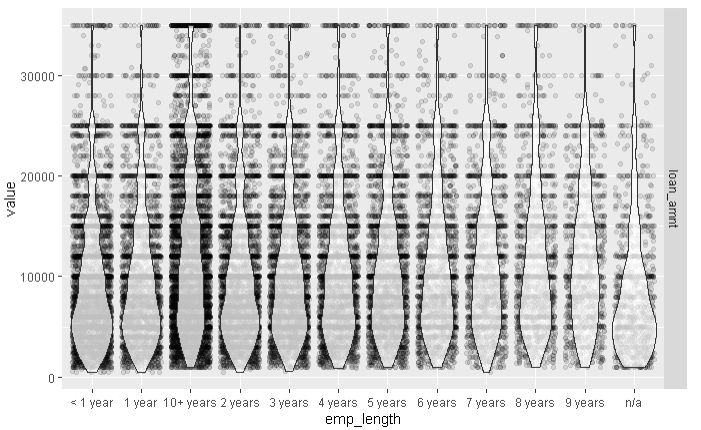 30000
20000
10000
0
value
loan_amnt
< 1 year 1 year 10+ years 2 years 3 years 4 years 5 years 6 years 7 years 8 years 9 years n/a
emp_length